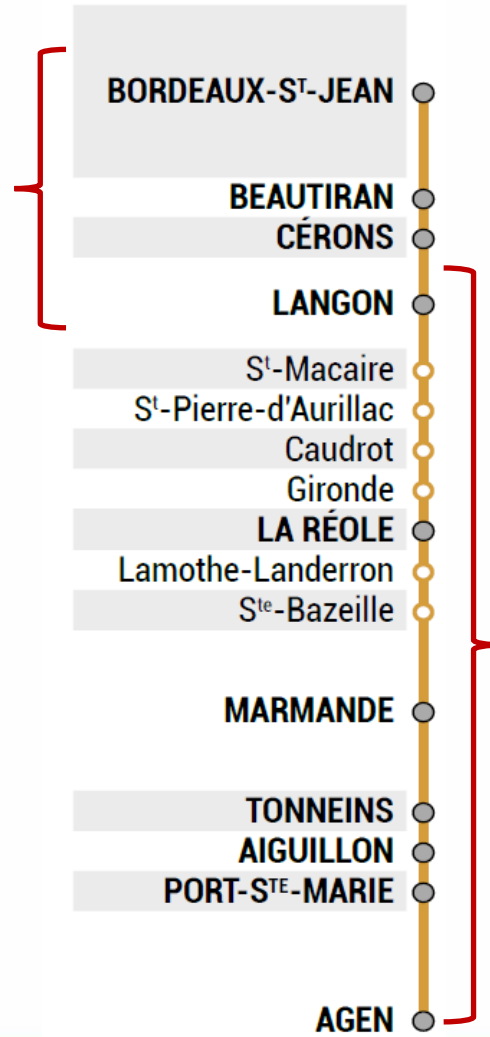 BORDEAUX-Sᵀ-JEAN
BEAUTIRAN
CÉRONS
LANGON
Sᵗ-Macaire
Sᵗ-Pierre-d'Aurillac
Caudrot
Gironde
LA RÉOLE
Lamothe-Landerron
Sᵗᵉ-Bazeille
MARMANDE
TONNEINS
AIGUILLON
PORT-Sᵀᴱ-MARIE
AGEN